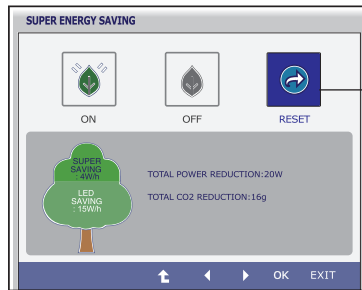 SUPER ENERGY SAVING
ON OFF RESET
SUPER
SAVING
: 4W/h
LED
SAVING
: 15W/h
TOTAL POWER REDUCTION:20W
TOTAL CO2 REDUCTION:16g
OK EXIT